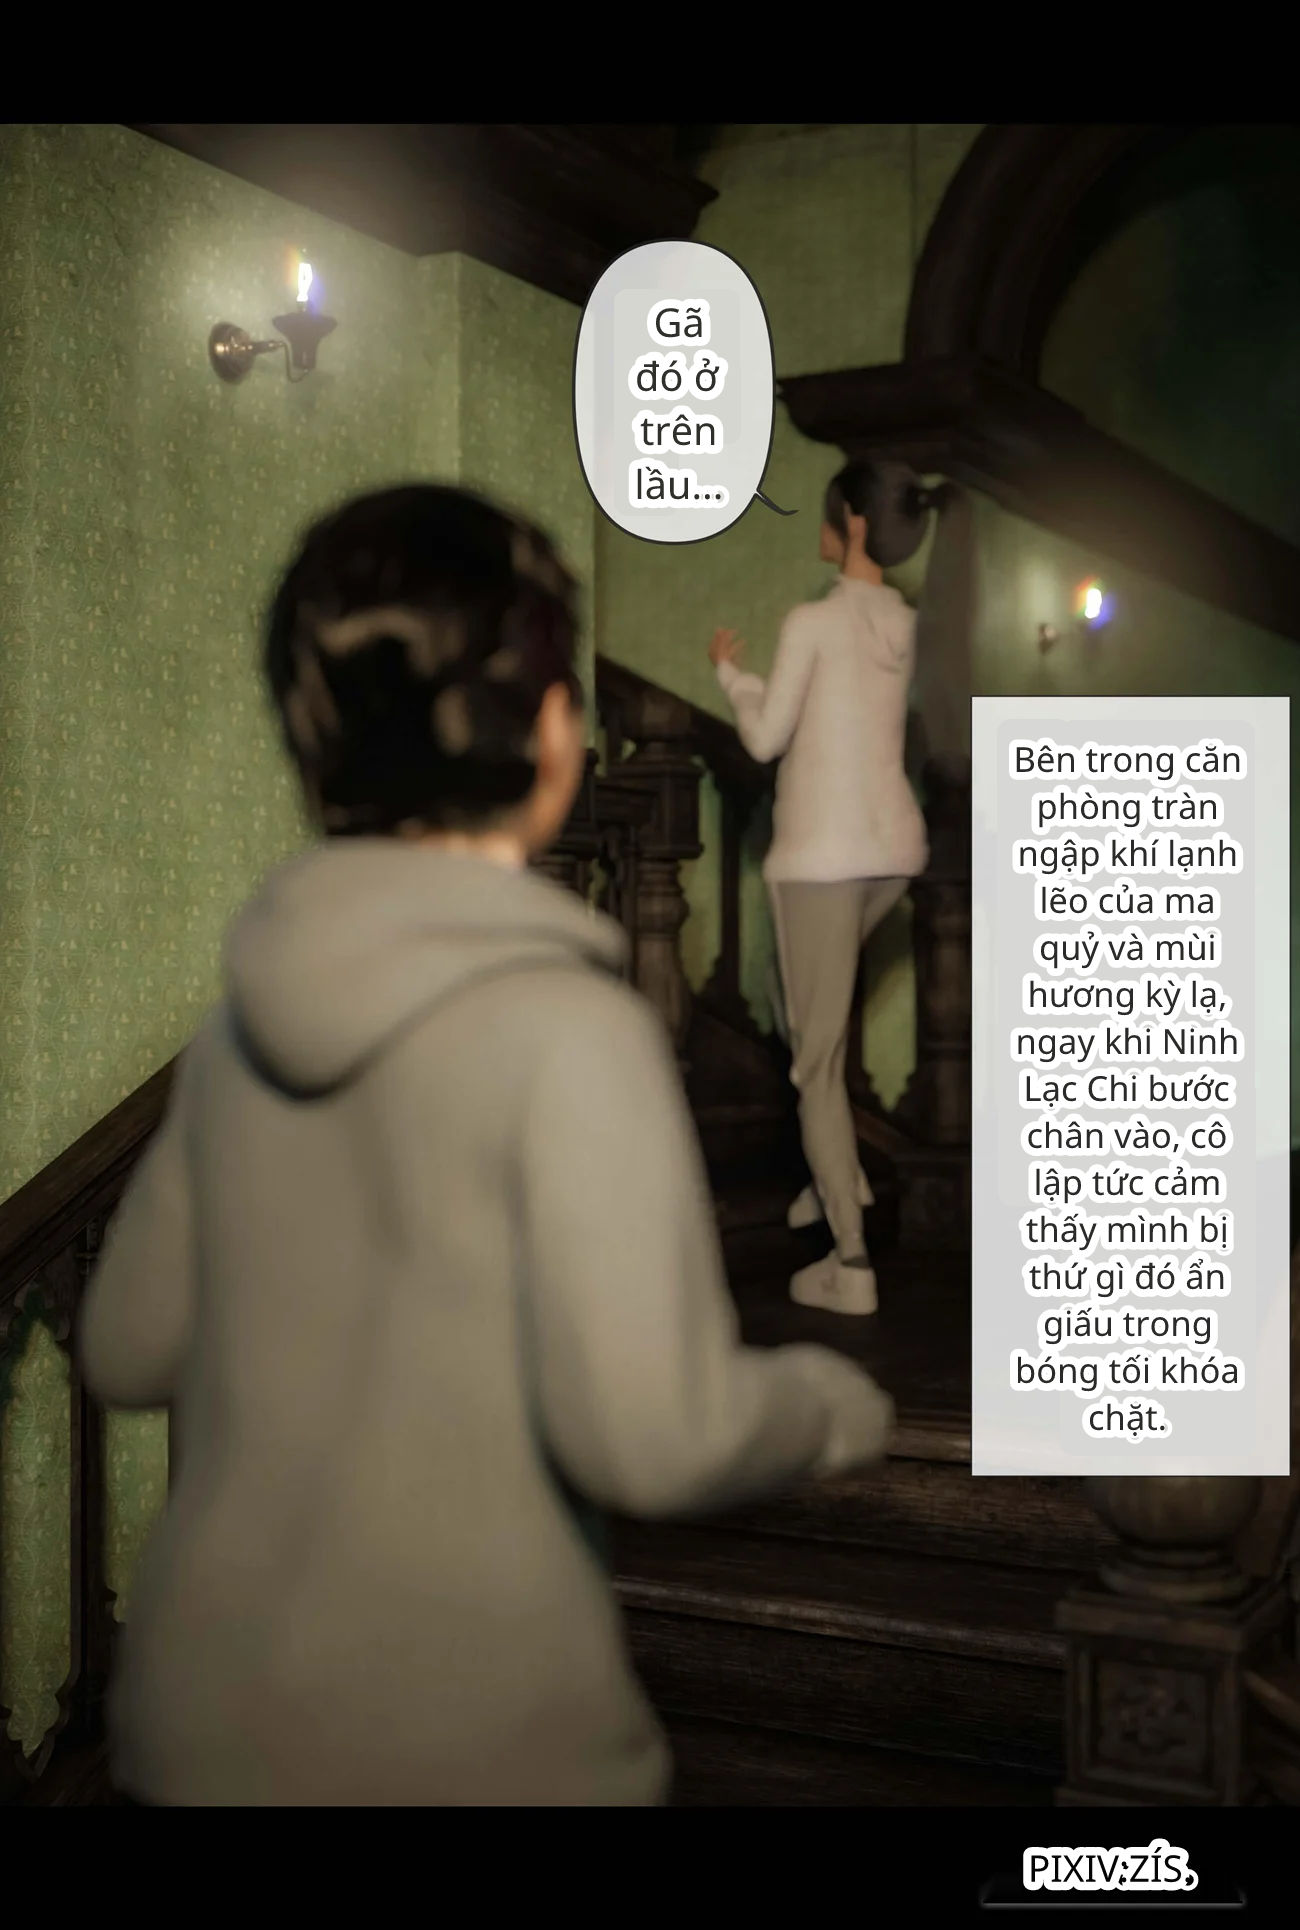 Gã
đó ở
trên
lầu...
Bên trong căn
phòng tràn
ngập khí lạnh
lẽo của ma
quỷ và mùi
hương kỳ lạ,
ngay khi Ninh
Lạc Chi bước
chân vào, cô
lập tức cảm
thấy mình bị
thứ gì đó ẩn
giấu trong
bóng tối khóa
chặt.
PIXIV:ZÍS,